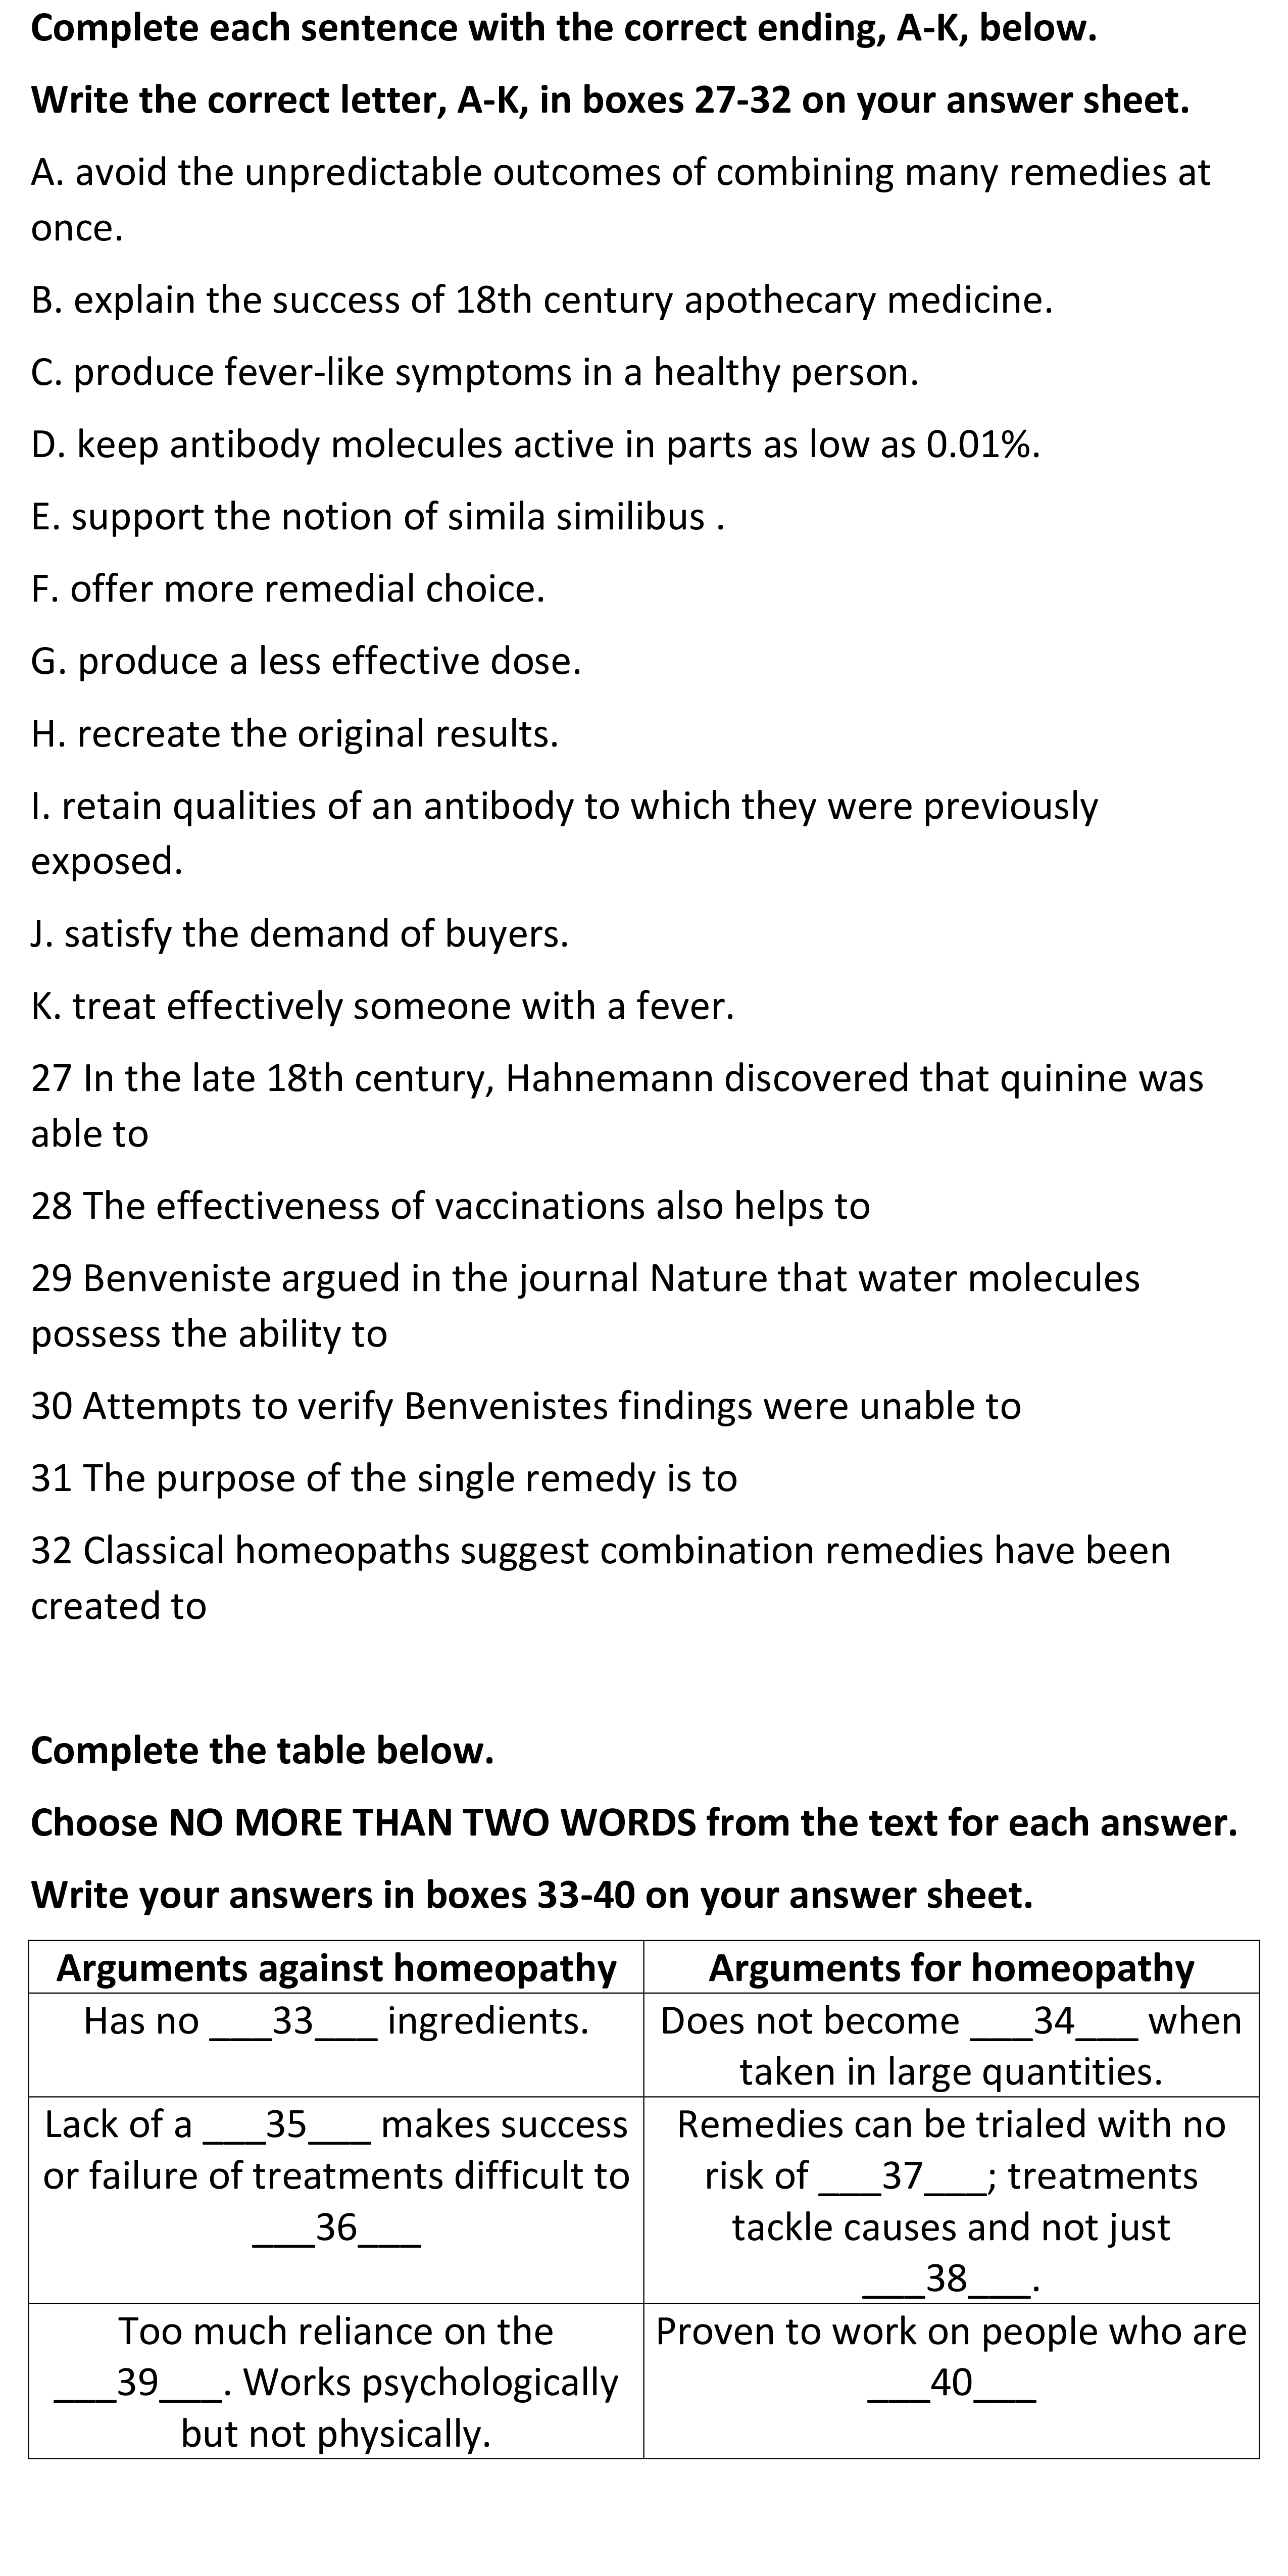 Complete each sentence with the correct ending, A-K, below.
Write the correct letter, A-K, in boxes 27-32 on your answer sheet.
A. avoid the unpredictable outcomes of combining many remedies at
once.
B. explain the success of 18th century apothecary medicine.
C. produce fever-like symptoms in a healthy person.
D. keep antibody molecules active in parts as low as 0.01%.
E. support the notion of simila similibus .
F. offer more remedial choice.
G. produce a less effective dose.
H. recreate the original results.
I. retain qualities of an antibody to which they were previously
exposed.
J. satisfy the demand of buyers.
K. treat effectively someone with a fever.
27 In the late 18th century, Hahnemann discovered that quinine was
able to
28 The effectiveness of vaccinations also helps to
29 Benveniste argued in the journal Nature that water molecules
possess the ability to
30 Attempts to verify Benvenistes findings were unable to
31 The purpose of the single remedy is to
32 Classical homeopaths suggest combination remedies have been
created to
Complete the table below.
Choose NO MORE THAN TWO WORDS from the text for each answer.
Write your answers in boxes 33-40 on your answer sheet.
Arguments against homeopathy
Arguments for homeopathy
Has no ___33___ ingredients.
Does not become ___34___ when
taken in large quantities.
Lack of a ___35___ makes success
or failure of treatments difficult to
___36___
Remedies can be trialed with no
risk of ___37___; treatments
tackle causes and not just
___38___.
Too much reliance on the
___39___. Works psychologically
but not physically.
Proven to work on people who are
___40___